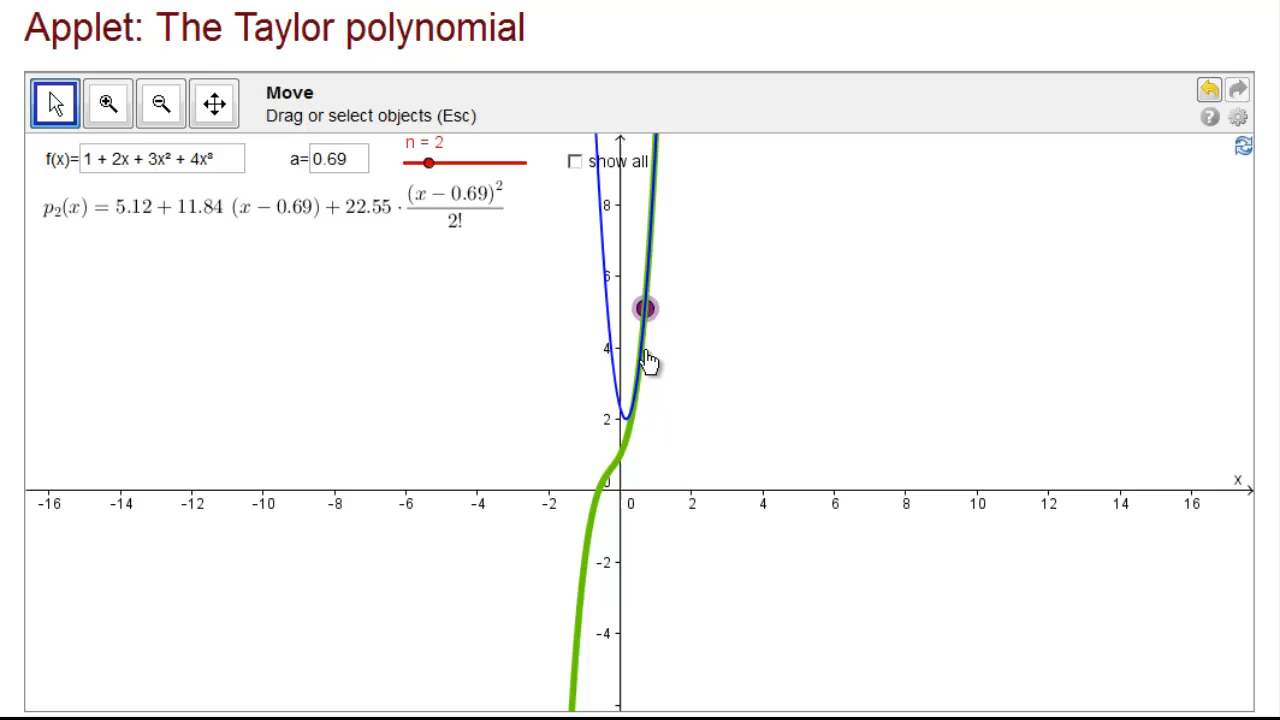 Applet: The Taylor polynomial
Move
Drag or select objects (Esc)
f(x)= 1 + 2x + 3x² + 4x³ a= 0.69 n = 2 show all
p₂(x) = 5.12 + 11.84 (x − 0.69) + 22.55 · (x − 0.69)² / 2!
8
6
4
2
0
x
-16 -14 -12 -10 -8 -6 -4 -2 0 2 4 6 8 10 12 14 16
-2
-4